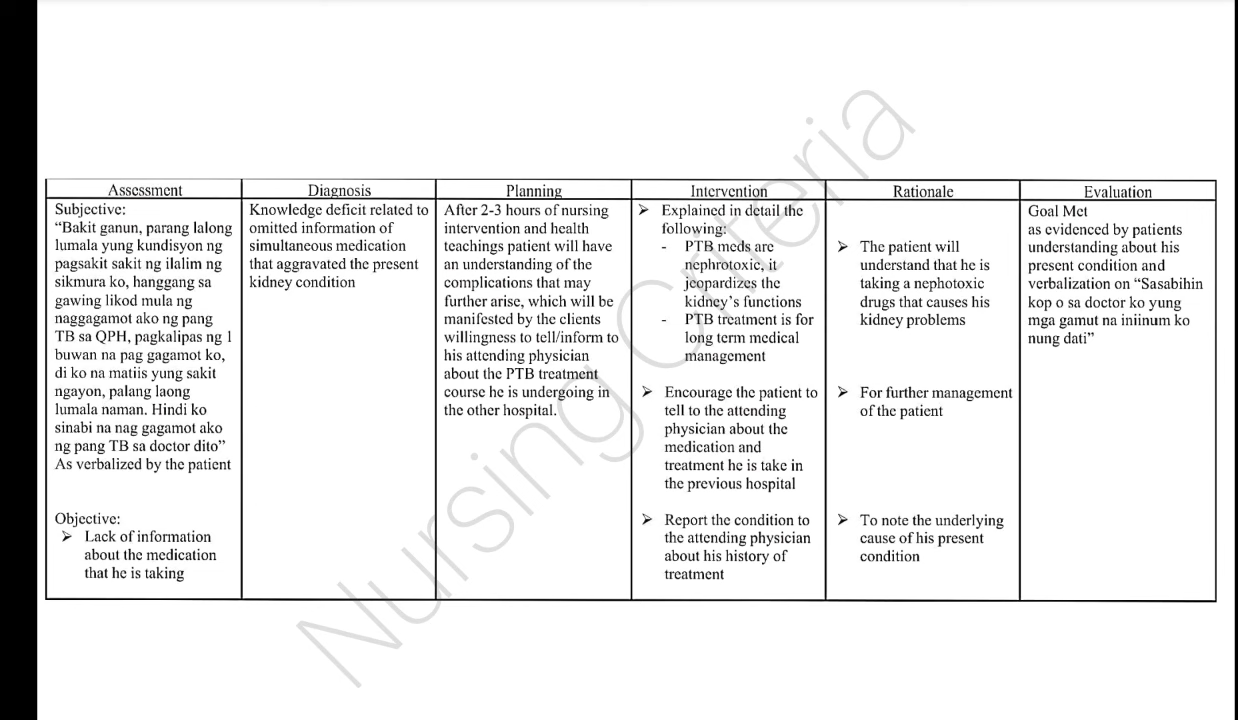 Assessment
Diagnosis
Planning
Intervention
Rationale
Evaluation
Subjective:
“Bakit ganun, parang lalong
lumala yung kundisyon ng
pagsakit sakit ng ilalim ng
sikmura ko, hanggang sa
gawing likod mula ng
naggagamot ako ng pang
TB sa QPH, pagkalipas ng 1
buwan na pag gagamot ko,
di ko na matiis yung sakit
ngayon, palang laong
lumala naman. Hindi ko
sinabi na nag gagamot ako
ng pang TB sa doctor dito”
As verbalized by the patient
Objective:
➢ Lack of information
about the medication
that he is taking
Knowledge deficit related to
omitted information of
simultaneous medication
that aggravated the present
kidney condition
After 2-3 hours of nursing
intervention and health
teachings patient will have
an understanding of the
complications that may
further arise, which will be
manifested by the clients
willingness to tell/inform to
his attending physician
about the PTB treatment
course he is undergoing in
the other hospital.
➢ Explained in detail the
following:
- PTB meds are
nephrotoxic, it
jeopardizes the
kidney’s functions
- PTB treatment is for
long term medical
management
➢ Encourage the patient to
tell to the attending
physician about the
medication and
treatment he is take in
the previous hospital
➢ Report the condition to
the attending physician
about his history of
treatment
➢ The patient will
understand that he is
taking a nephotoxic
drugs that causes his
kidney problems
➢ For further management
of the patient
➢ To note the underlying
cause of his present
condition
Goal Met
as evidenced by patients
understanding about his
present condition and
verbalization on “Sasabihin
kop o sa doctor ko yung
mga gamut na iniinum ko
nung dati”
Nursing Criteria